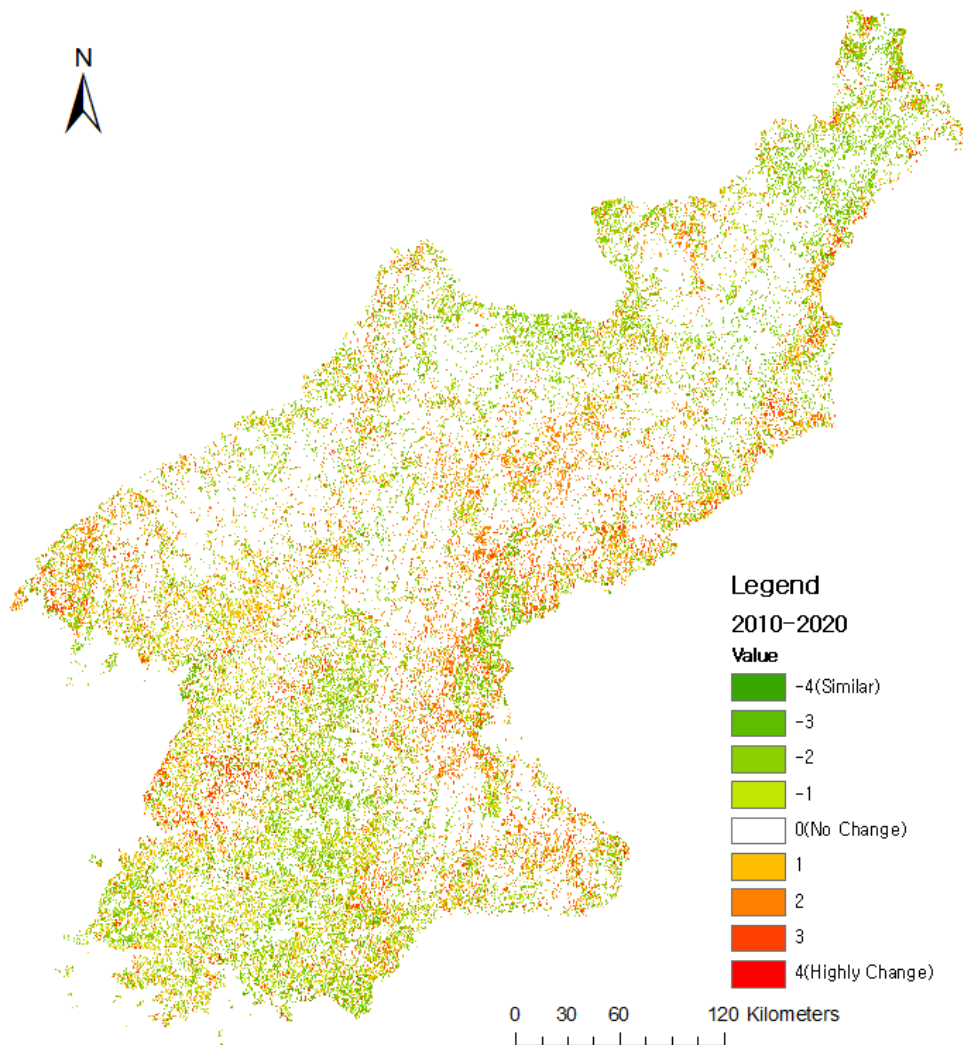 N
Legend
2010-2020
Value
-4(Similar)
-3
-2
-1
0(No Change)
1
2
3
4(Highly Change)
0 30 60 120 Kilometers